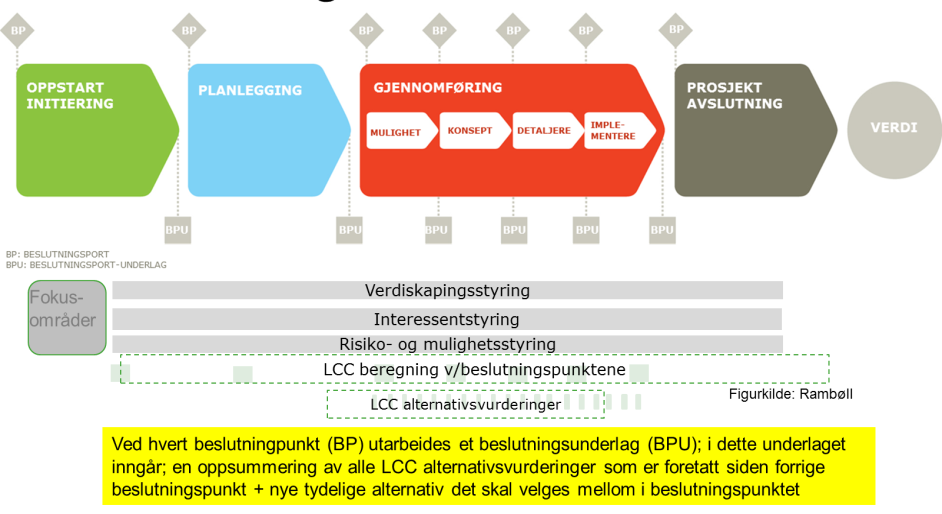 BP
BP
BP
BP
BP
BP
BP
OPPSTART
INITIERING
PLANLEGGING
GJENNOMFØRING
MULIGHET
KONSEPT
DETALJERE
IMPLE-
MENTERE
PROSJEKT
AVSLUTNING
VERDI
BPU
BPU
BPU
BPU
BPU
BPU
BP: BESLUTNINGSPORT
BPU: BESLUTNINGSPORT-UNDERLAG
Fokus-
områder
Verdiskapingsstyring
Interessentstyring
Risiko- og mulighetsstyring
LCC beregning v/beslutningspunktene
LCC alternativsvurderinger
Figurkilde: Rambøll
Ved hvert beslutningpunkt (BP) utarbeides et beslutningsunderlag (BPU); i dette underlaget
inngår; en oppsummering av alle LCC alternativsvurderinger som er foretatt siden forrige
beslutningspunkt + nye tydelige alternativ det skal velges mellom i beslutningspunktet